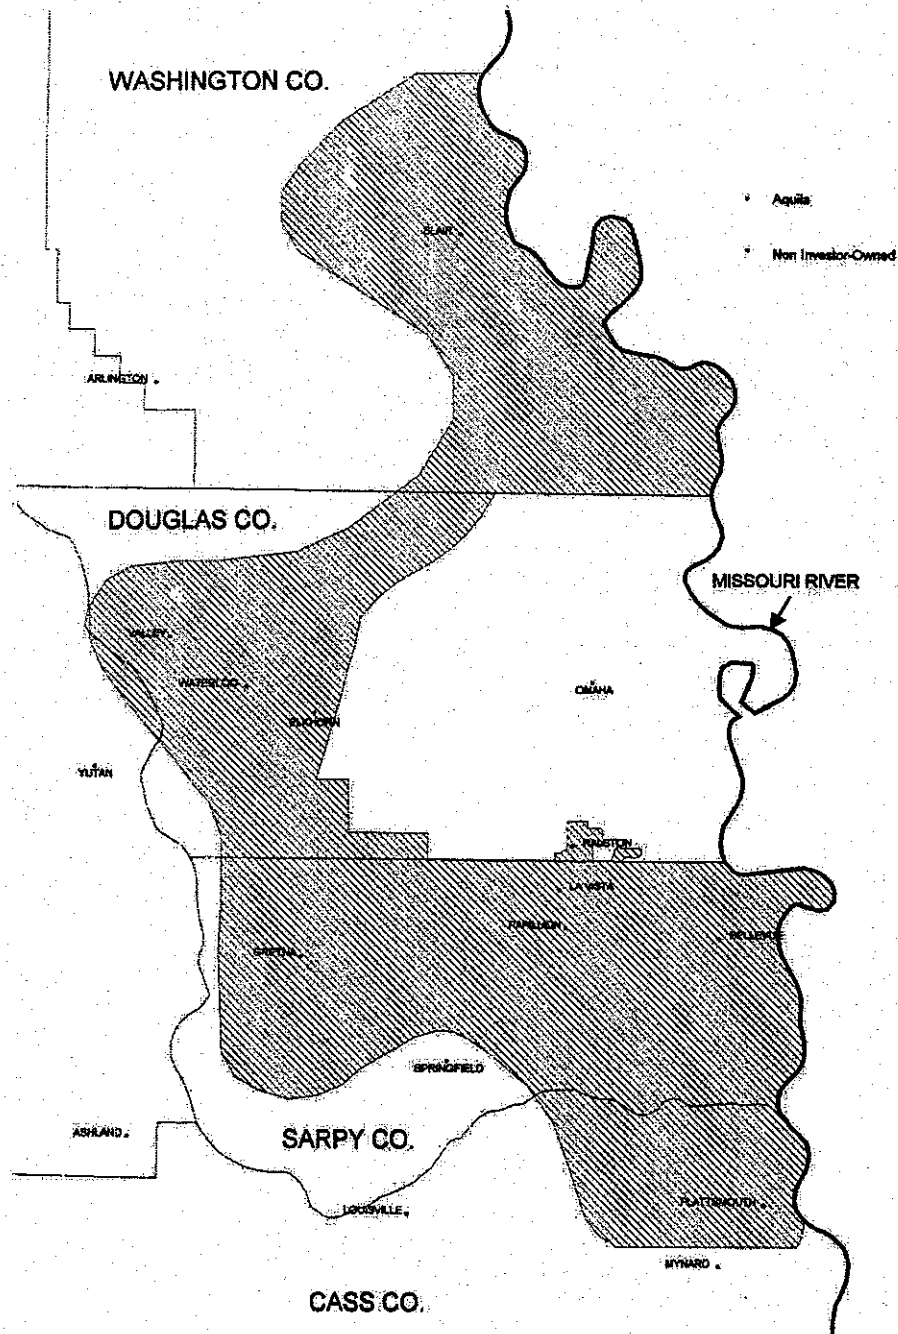 WASHINGTON CO.
Aquila
BLAIR
Non Investor-Owned
ARLINGTON
DOUGLAS CO.
MISSOURI RIVER
VALLEY
WATERLOO
OMAHA
ELKHORN
YUTAN
RALSTON
LA VISTA
PAPILLION
BELLEVUE
GRETNA
SPRINGFIELD
ASHLAND
SARPY CO.
PLATTSMOUTH
LOUISVILLE
MYNARD
CASS CO.